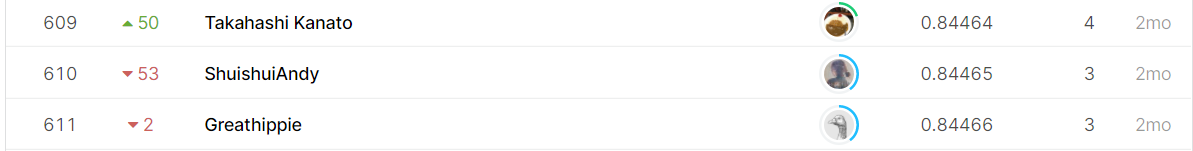 609 50 Takahashi Kanato 0.84464 4 2mo
610 53 ShuishuiAndy 0.84465 3 2mo
611 2 Greathippie 0.84466 3 2mo